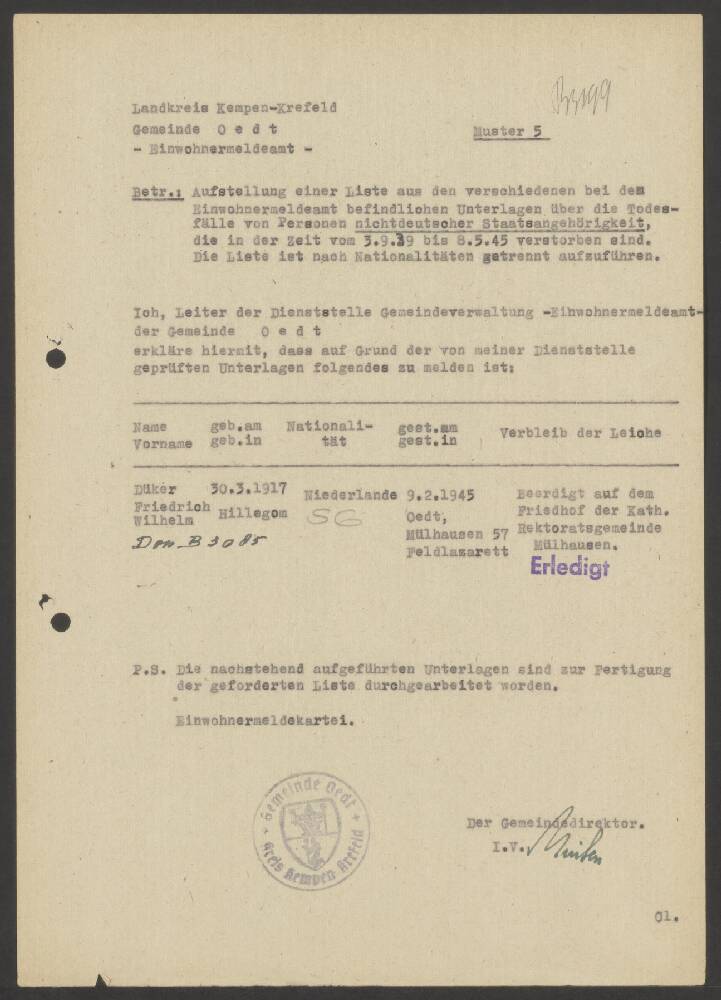 B3199
Landkreis Kempen-Krefeld
Gemeinde O e d t
Muster 5
- Einwohnermeldeamt -
Betr.: Aufstellung einer Liste aus den verschiedenen bei dem
Einwohnermeldeamt befindlichen Unterlagen über die Todes-
fälle von Personen nichtdeutscher Staatsangehörigkeit,
die in der Zeit vom 3.9.39 bis 8.5.45 verstorben sind.
Die Liste ist nach Nationalitäten getrennt aufzuführen.
Ich, Leiter der Dienststelle Gemeindeverwaltung -Eihwohnermeldeamt-
der Gemeinde O e d t
erkläre hiermit, dass auf Grund der von meiner Dienststelle
geprüften Unterlagen folgendes zu melden ist:
Name geb.am Nationali- gest.am Verbleib der Leiche
Vorname geb.in tät gest.in
Düker 30.3.1917 Niederlande 9.2.1945 Beerdigt auf dem
Friedrich Hillegom SG Oedt, Friedhof der Kath.
Wilhelm Mülhausen 57 Rektoratsgemeinde
Feldlazarett Mülhausen.
Don_B 3085
Erledigt
P.S. Die nachstehend aufgeführten Unterlagen sind zur Fertigung
der geforderten Liste durchgearbeitet worden.
Einwohnermeldekartei.
Gemeinde Oedt
Kreis Kempen-Krefeld
Der Gemeindedirektor.
I.V.
Cl.